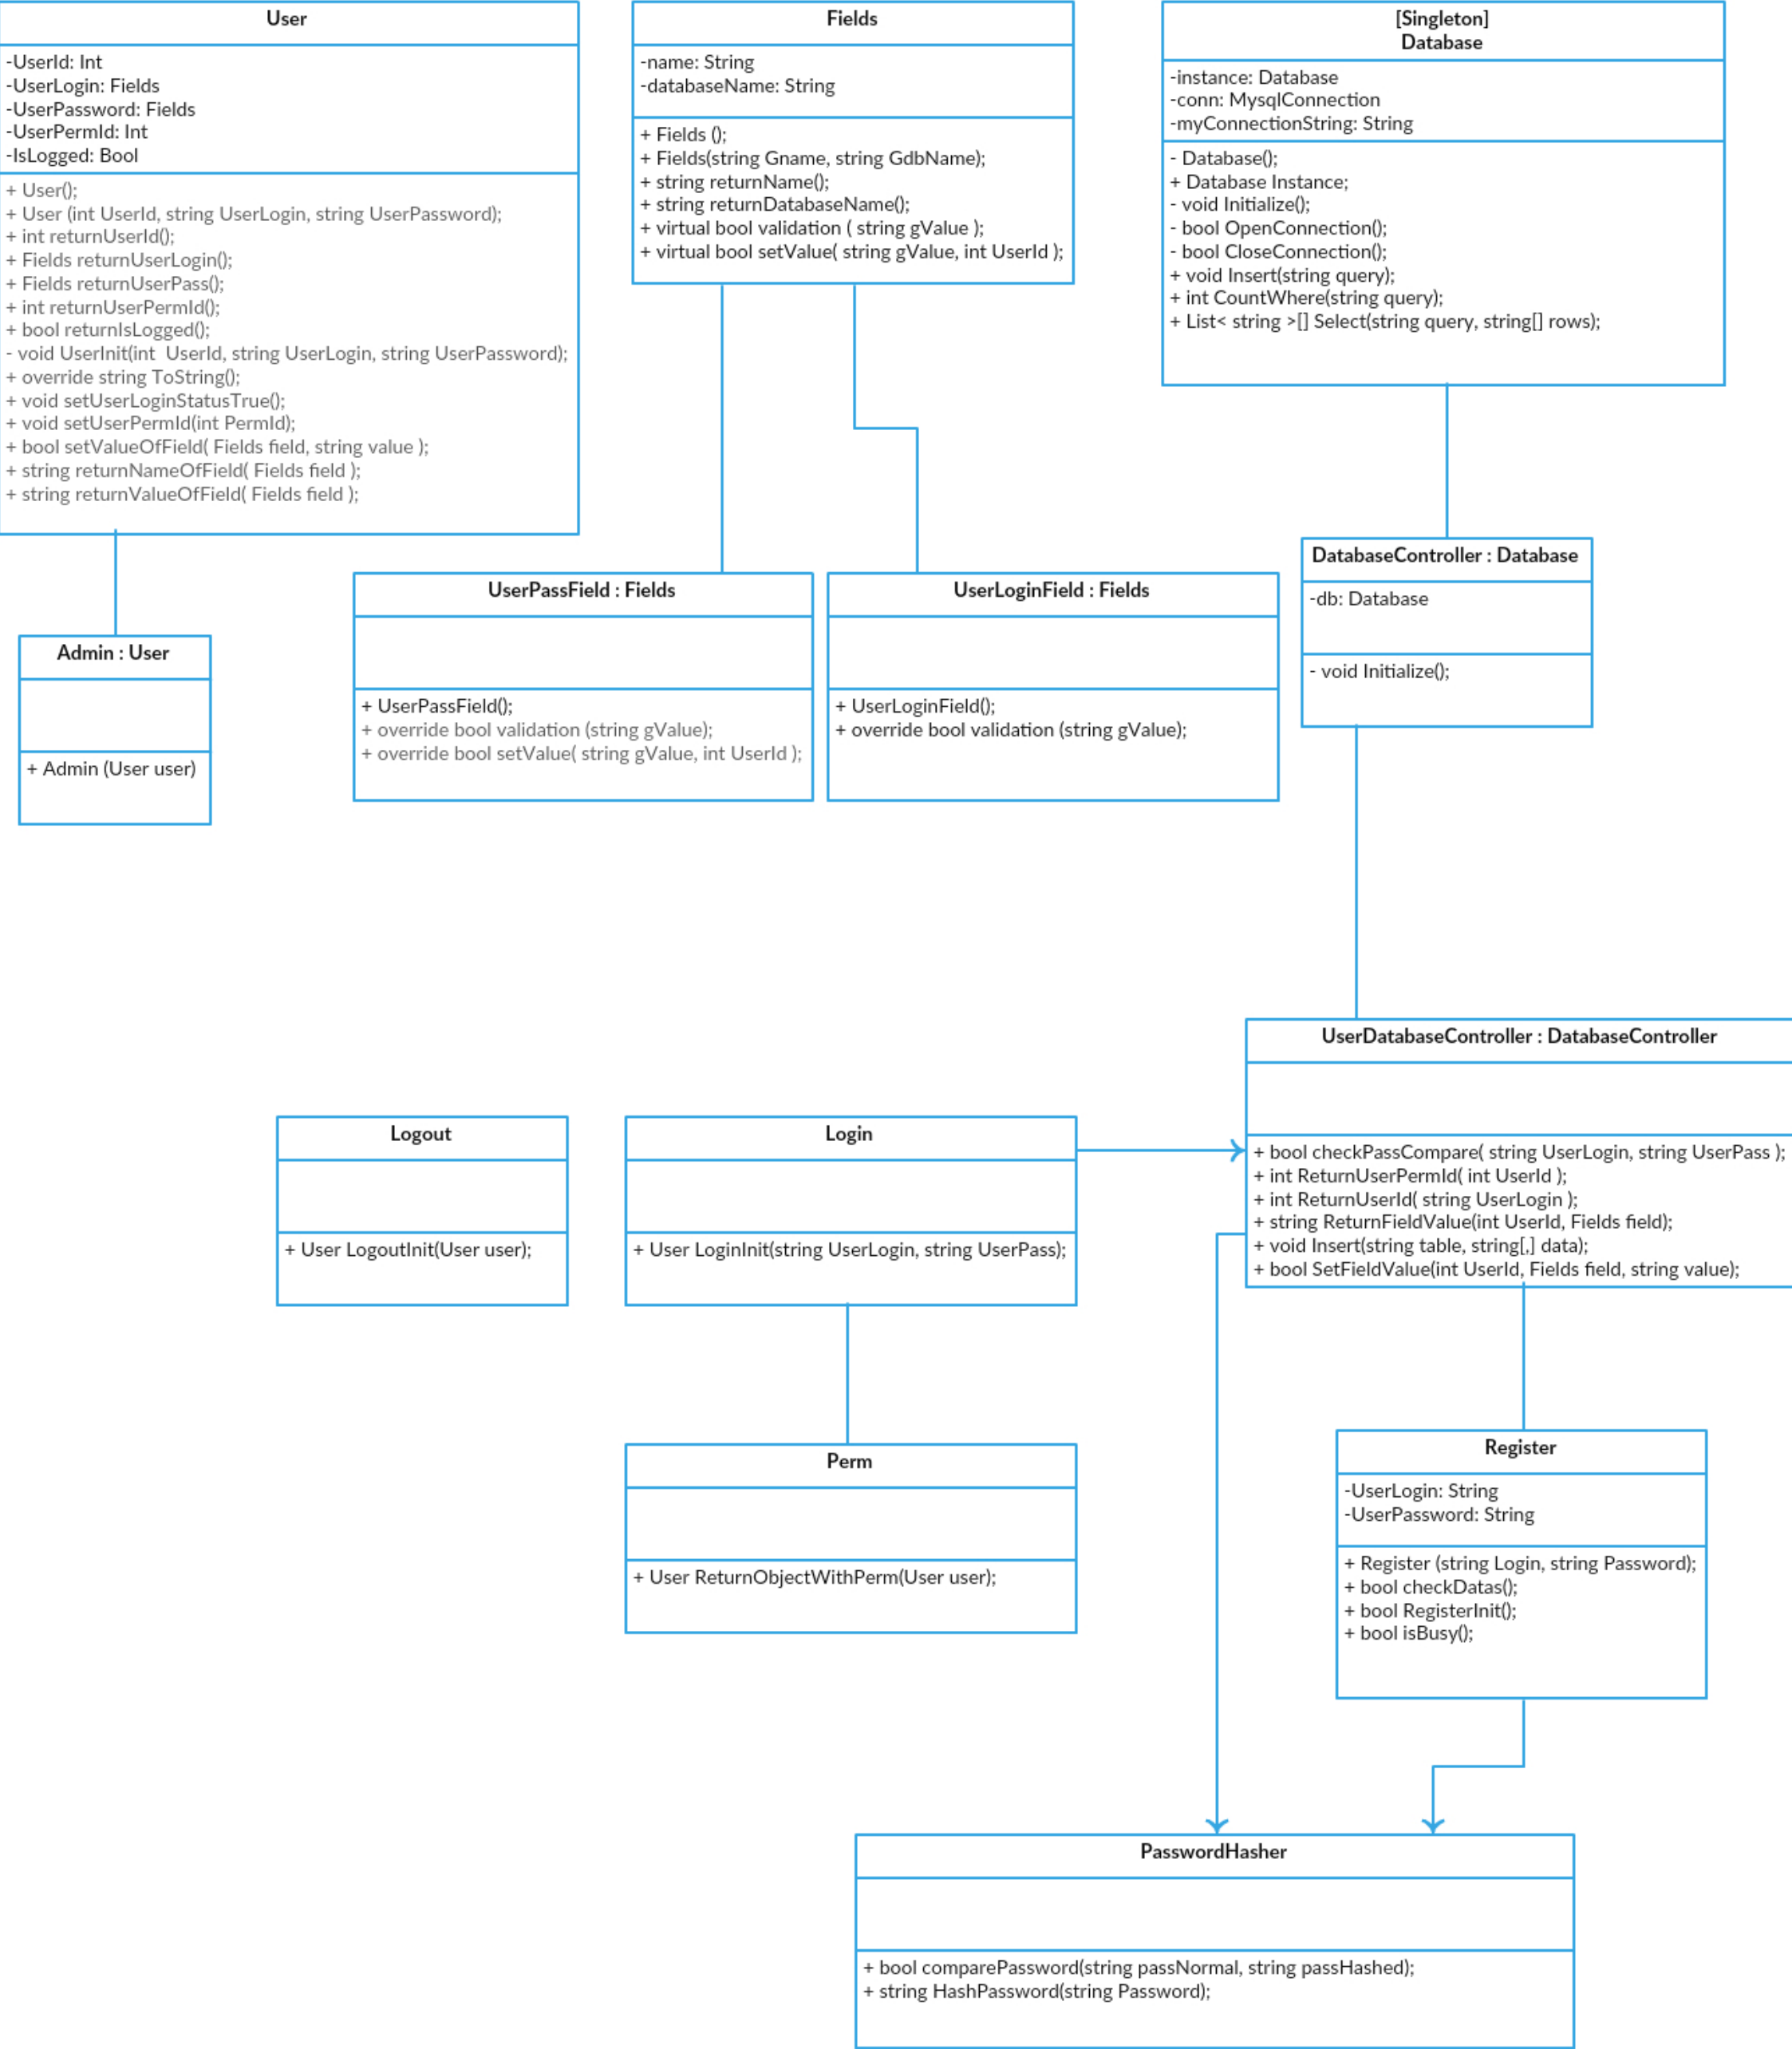 User
-UserId: Int
-UserLogin: Fields
-UserPassword: Fields
-UserPermId: Int
-IsLogged: Bool
+ User();
+ User (int UserId, string UserLogin, string UserPassword);
+ int returnUserId();
+ Fields returnUserLogin();
+ Fields returnUserPass();
+ int returnUserPermId();
+ bool returnIsLogged();
- void UserInit(int  UserId, string UserLogin, string UserPassword);
+ override string ToString();
+ void setUserLoginStatusTrue();
+ void setUserPermId(int PermId);
+ bool setValueOfField( Fields field, string value );
+ string returnNameOfField( Fields field );
+ string returnValueOfField( Fields field );
Fields
-name: String
-databaseName: String
+ Fields ();
+ Fields(string Gname, string GdbName);
+ string returnName();
+ string returnDatabaseName();
+ virtual bool validation ( string gValue );
+ virtual bool setValue( string gValue, int UserId );
[Singleton]
Database
-instance: Database
-conn: MysqlConnection
-myConnectionString: String
- Database();
+ Database Instance;
- void Initialize();
- bool OpenConnection();
- bool CloseConnection();
+ void Insert(string query);
+ int CountWhere(string query);
+ List< string >[] Select(string query, string[] rows);
Admin : User
+ Admin (User user)
UserPassField : Fields
+ UserPassField();
+ override bool validation (string gValue);
+ override bool setValue( string gValue, int UserId );
UserLoginField : Fields
+ UserLoginField();
+ override bool validation (string gValue);
DatabaseController : Database
-db: Database
- void Initialize();
UserDatabaseController : DatabaseController
+ bool checkPassCompare( string UserLogin, string UserPass );
+ int ReturnUserPermId( int UserId );
+ int ReturnUserId( string UserLogin );
+ string ReturnFieldValue(int UserId, Fields field);
+ void Insert(string table, string[,] data);
+ bool SetFieldValue(int UserId, Fields field, string value);
Logout
+ User LogoutInit(User user);
Login
+ User LoginInit(string UserLogin, string UserPass);
Perm
+ User ReturnObjectWithPerm(User user);
Register
-UserLogin: String
-UserPassword: String
+ Register (string Login, string Password);
+ bool checkDatas();
+ bool RegisterInit();
+ bool isBusy();
PasswordHasher
+ bool comparePassword(string passNormal, string passHashed);
+ string HashPassword(string Password);